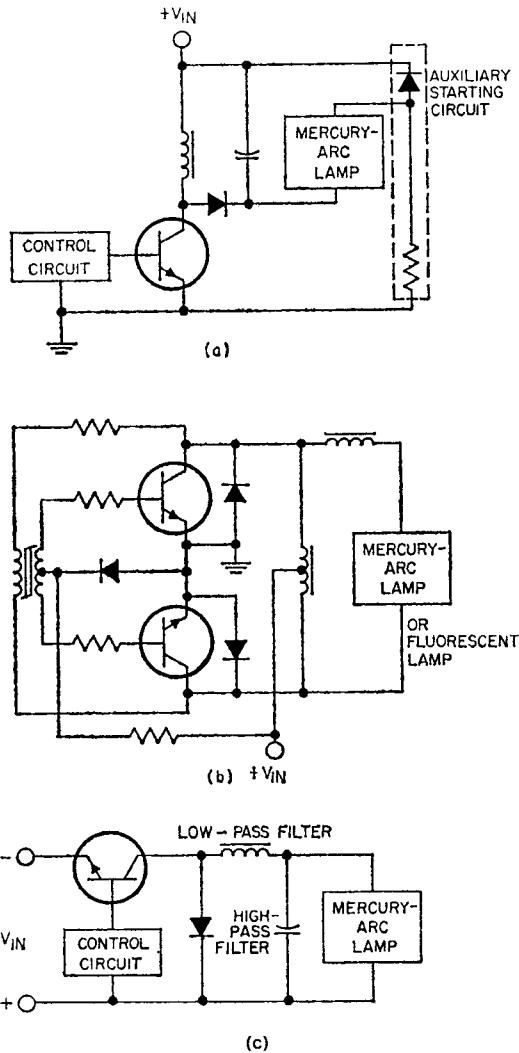 +VIN
AUXILIARY
STARTING
CIRCUIT
MERCURY-
ARC
LAMP
CONTROL
CIRCUIT
(a)
MERCURY-
ARC
LAMP
OR
FLUORESCENT
LAMP
(b)
+VIN
LOW-PASS FILTER
-
HIGH-
PASS
FILTER
MERCURY-
ARC
LAMP
VIN
CONTROL
CIRCUIT
+
(c)